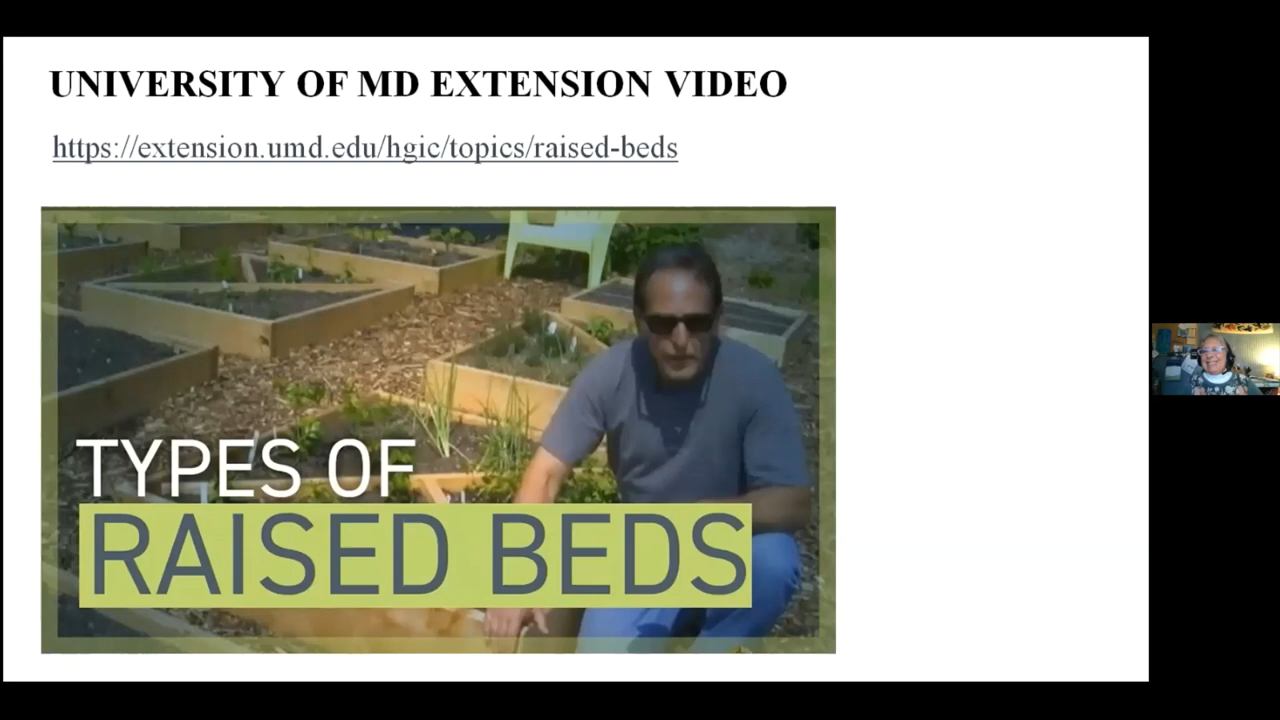 UNIVERSITY OF MD EXTENSION VIDEO
https://extension.umd.edu/hgic/topics/raised-beds
TYPES OF
RAISED BEDS